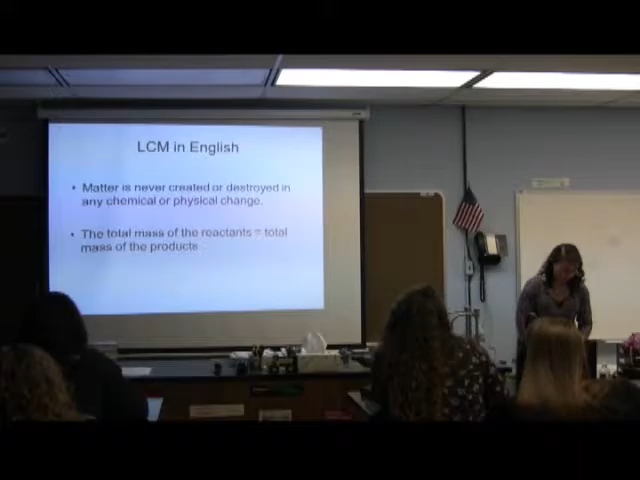 LCM in English
• Matter is never created or destroyed in
any chemical or physical change.
• The total mass of the reactants = total
mass of the products